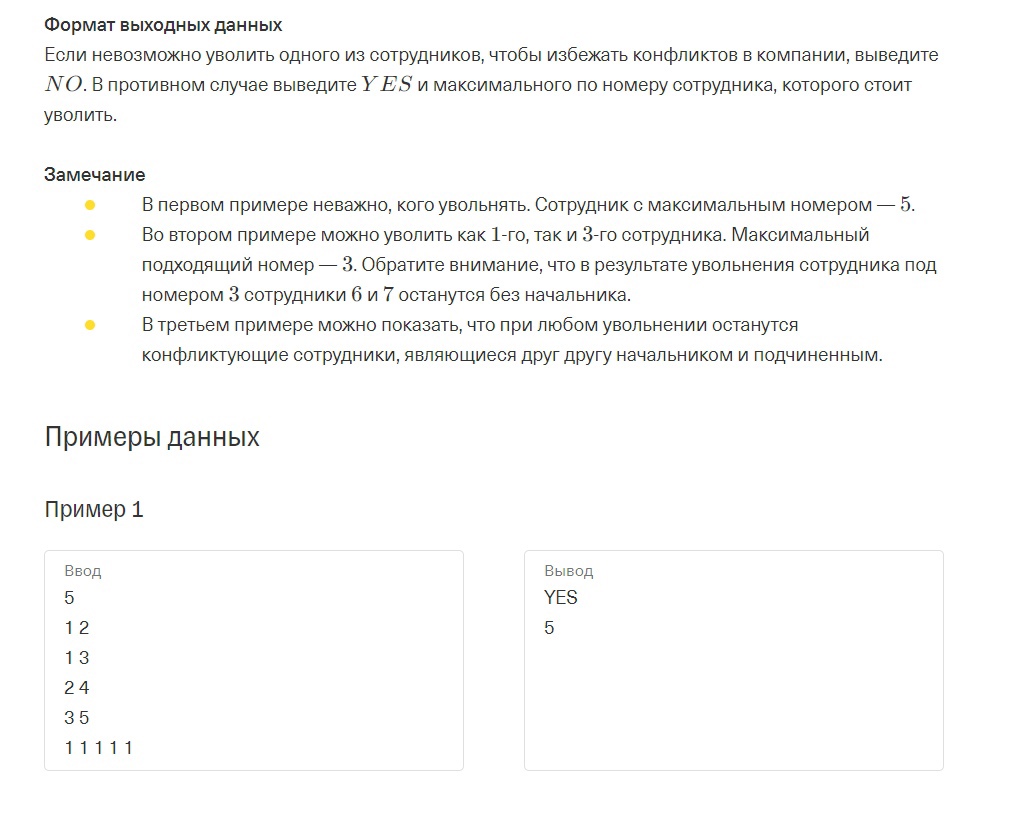 Формат выходных данных
Если невозможно уволить одного из сотрудников, чтобы избежать конфликтов в компании, выведите
NO. В противном случае выведите YES и максимального по номеру сотрудника, которого стоит
уволить.
Замечание
В первом примере неважно, кого увольнять. Сотрудник с максимальным номером — 5.
Во втором примере можно уволить как 1-го, так и 3-го сотрудника. Максимальный
подходящий номер — 3. Обратите внимание, что в результате увольнения сотрудника под
номером 3 сотрудники 6 и 7 останутся без начальника.
В третьем примере можно показать, что при любом увольнении останутся
конфликтующие сотрудники, являющиеся друг другу начальником и подчиненным.
Примеры данных
Пример 1
Ввод
5
1 2
1 3
2 4
3 5
1 1 1 1 1
Вывод
YES
5